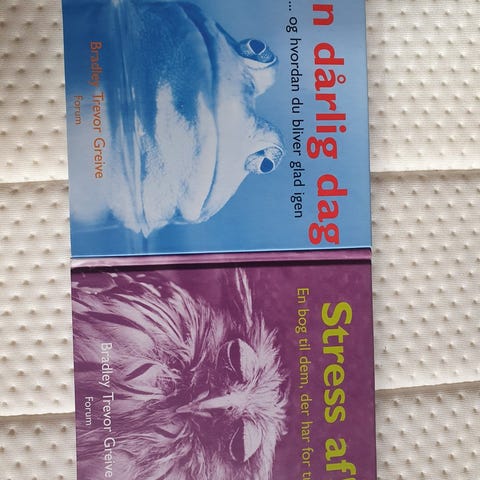 n dårlig dag
... og hvordan du bliver glad igen
Bradley Trevor Greive
Forum
Stress af
En bog til dem, der har for t
Bradley Trevor Greive
Forum